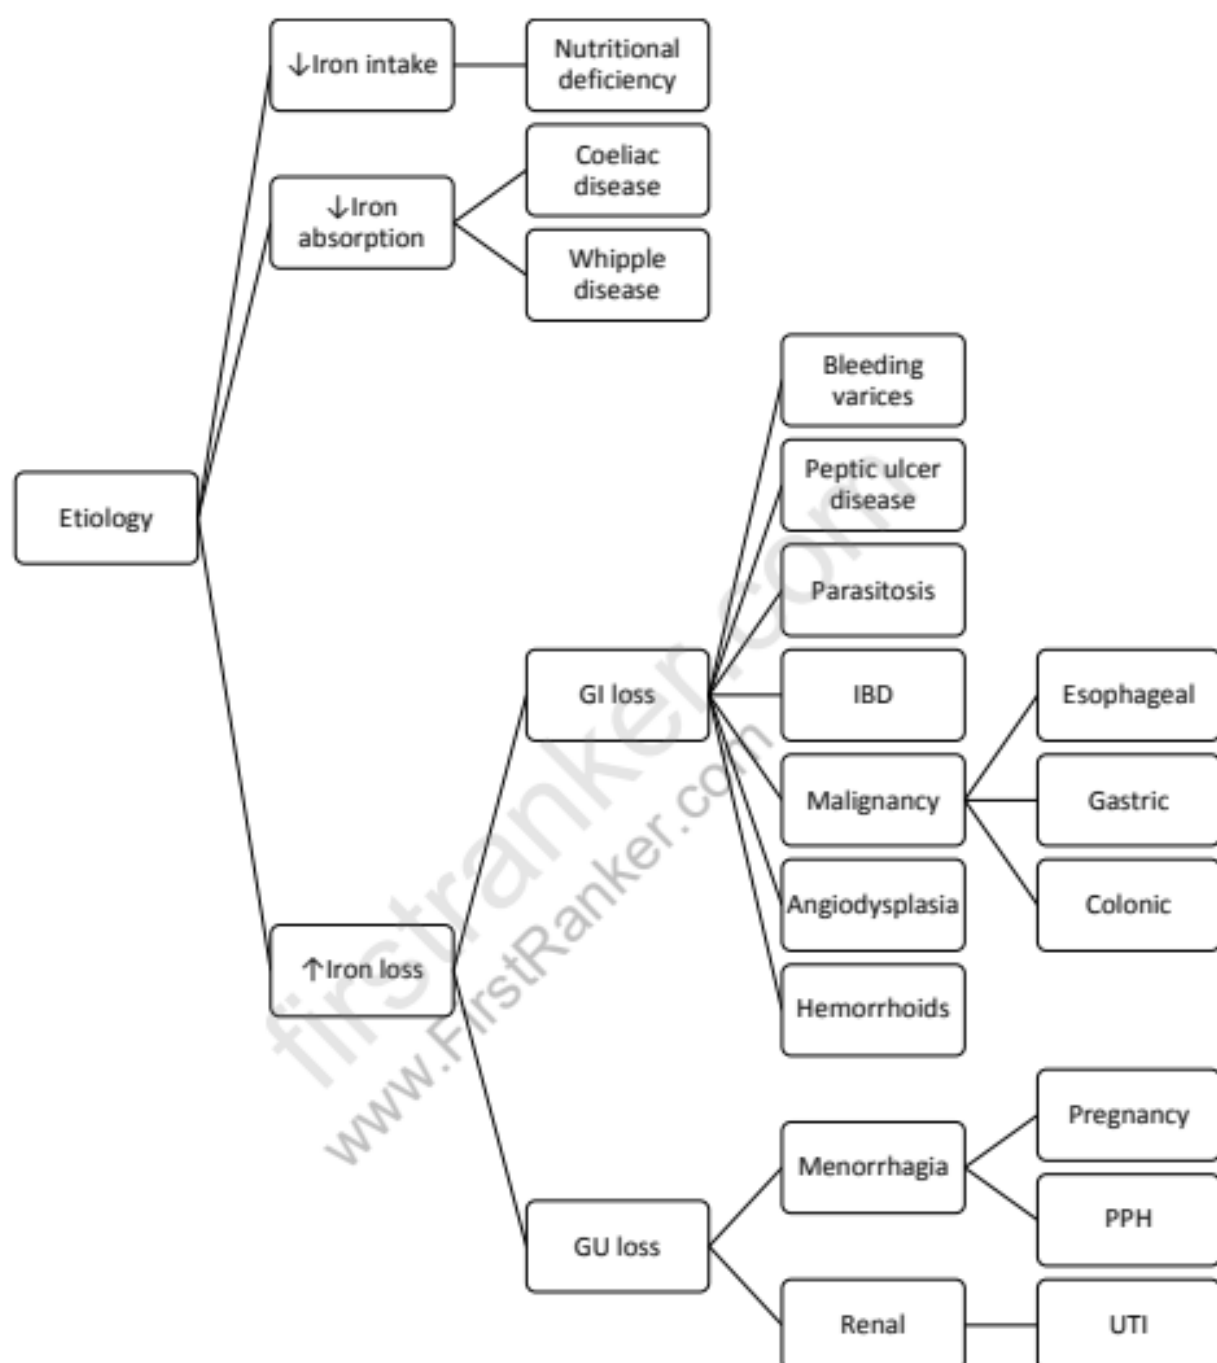 ↓Iron intake
Nutritional
deficiency
↓Iron
absorption
Coeliac
disease
Whipple
disease
Etiology
↑Iron loss
GI loss
Bleeding
varices
Peptic ulcer
disease
Parasitosis
IBD
Malignancy
Esophageal
Gastric
Colonic
Angiodysplasia
Hemorrhoids
GU loss
Menorrhagia
Pregnancy
PPH
Renal
UTI
firstranker.com
www.FirstRanker.com